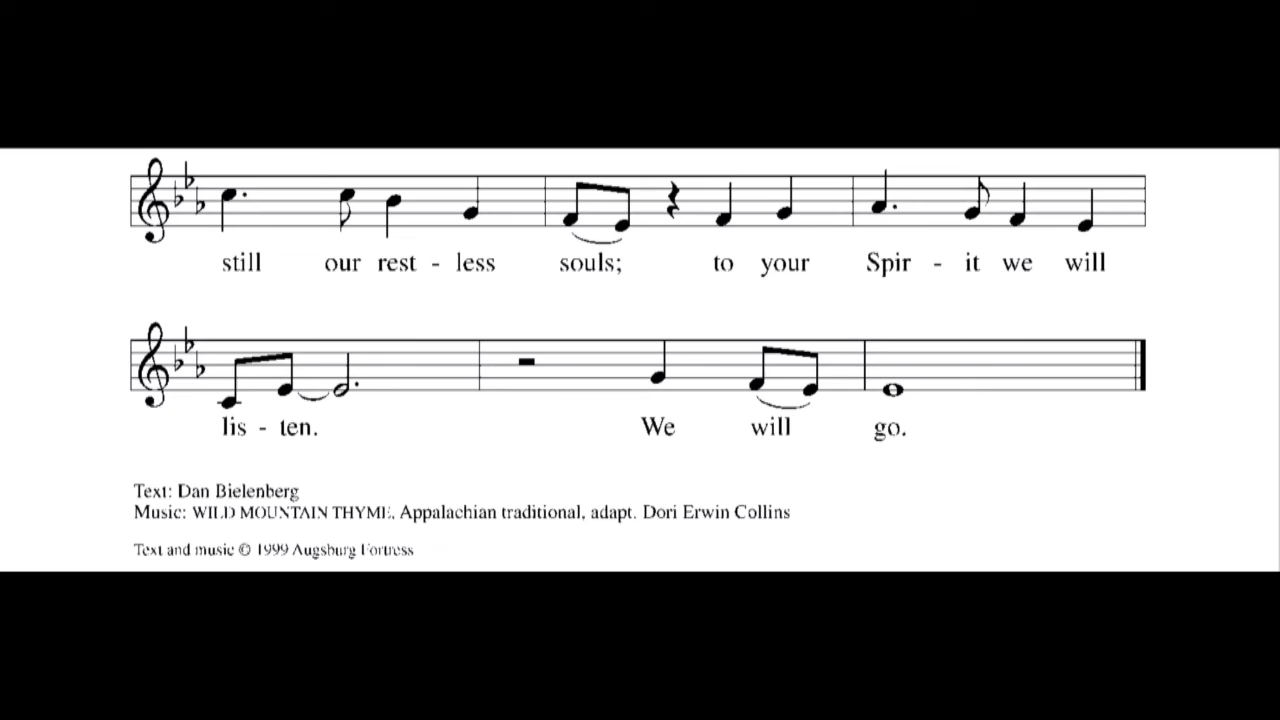 still our rest - less souls; to your Spir - it we will
lis - ten. We will go.
Text: Dan Bielenberg
Music: WILD MOUNTAIN THYME, Appalachian traditional, adapt. Dori Erwin Collins
Text and music © 1999 Augsburg Fortress